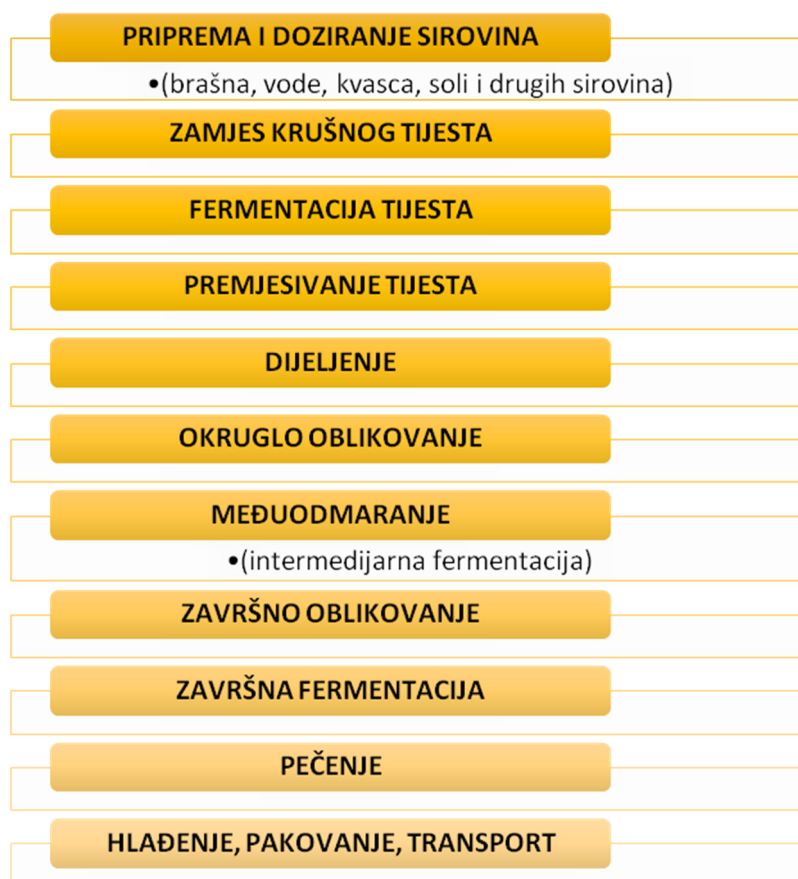 PRIPREMA I DOZIRANJE SIROVINA
•(brašna, vode, kvasca, soli i drugih sirovina)
ZAMJES KRUŠNOG TIJESTA
FERMENTACIJA TIJESTA
PREMJESIVANJE TIJESTA
DIJELJENJE
OKRUGLO OBLIKOVANJE
MEĐUODMARANJE
•(intermedijarna fermentacija)
ZAVRŠNO OBLIKOVANJE
ZAVRŠNA FERMENTACIJA
PEČENJE
HLAĐENJE, PAKOVANJE, TRANSPORT